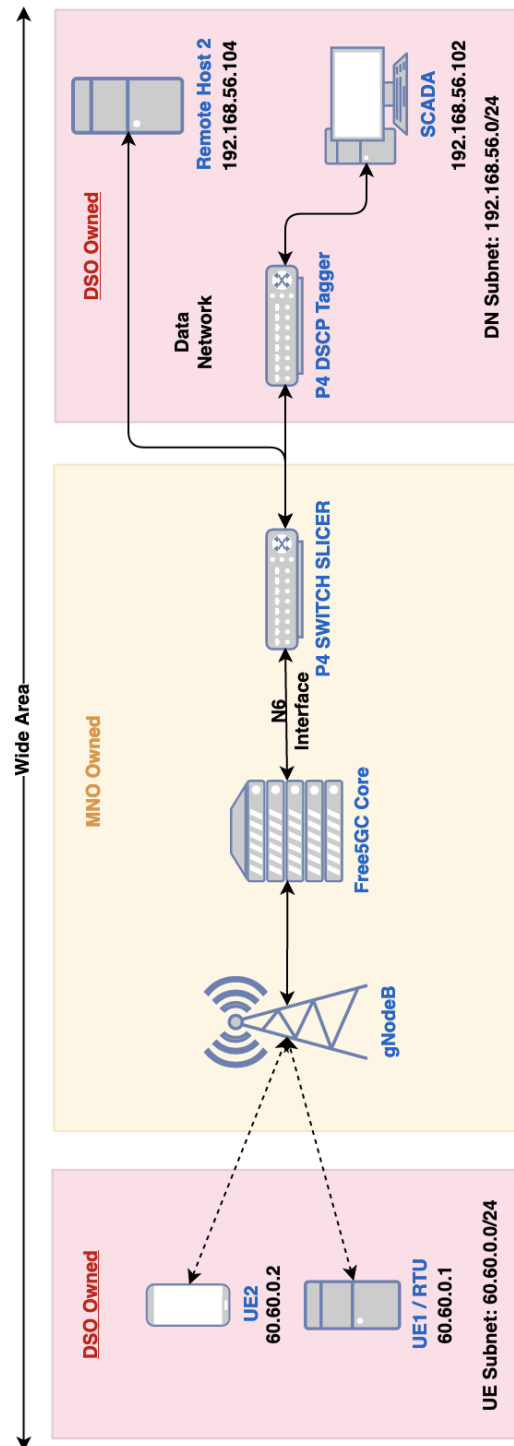 Wide Area
DSO Owned
UE2
60.60.0.2
UE1 / RTU
60.60.0.1
UE Subnet: 60.60.0.0/24
MNO Owned
gNodeB
Free5GC Core
N6
Interface
P4 SWITCH SLICER
DSO Owned
Data
Network
Remote Host 2
192.168.56.104
P4 DSCP Tagger
SCADA
192.168.56.102
DN Subnet: 192.168.56.0/24